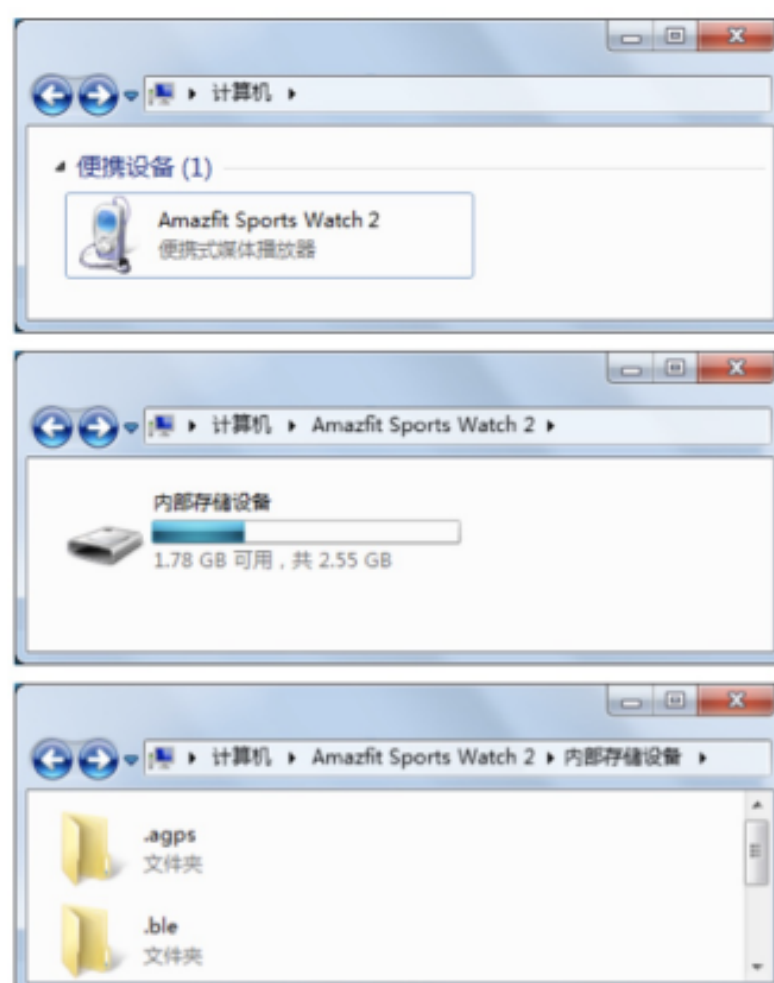 计算机
便携设备 (1)
Amazfit Sports Watch 2
便携式媒体播放器
计算机 Amazfit Sports Watch 2
内部存储设备
1.78 GB 可用，共 2.55 GB
计算机 Amazfit Sports Watch 2 内部存储设备
.agps
文件夹
.ble
文件夹